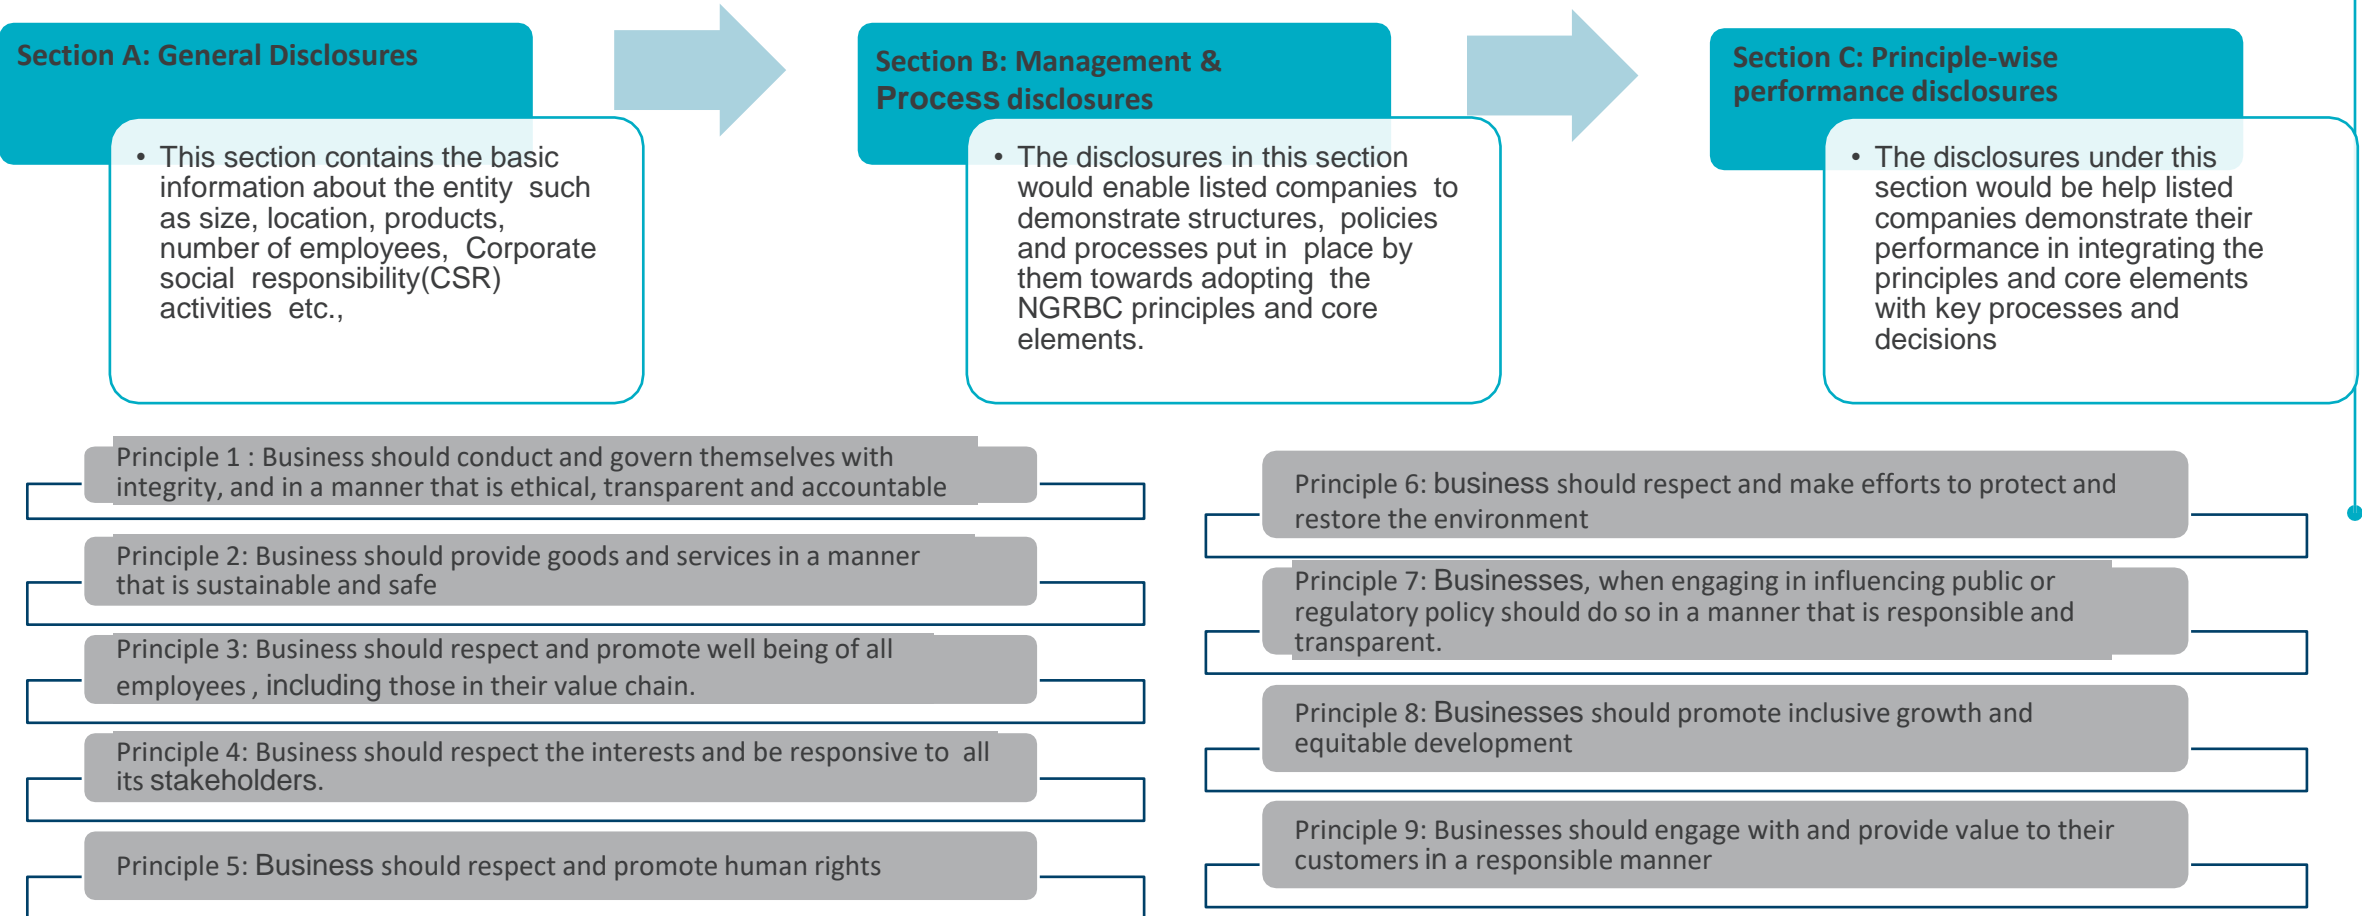 Section A: General Disclosures
• This section contains the basic
information about the entity such
as size, location, products,
number of employees, Corporate
social responsibility(CSR)
activities etc.,
Section B: Management &
Process disclosures
• The disclosures in this section
would enable listed companies to
demonstrate structures, policies
and processes put in place by
them towards adopting the
NGRBC principles and core
elements.
Section C: Principle-wise
performance disclosures
• The disclosures under this
section would be help listed
companies demonstrate their
performance in integrating the
principles and core elements
with key processes and
decisions
Principle 1 : Business should conduct and govern themselves with
integrity, and in a manner that is ethical, transparent and accountable
Principle 2: Business should provide goods and services in a manner
that is sustainable and safe
Principle 3: Business should respect and promote well being of all
employees , including those in their value chain.
Principle 4: Business should respect the interests and be responsive to all
its stakeholders.
Principle 5: Business should respect and promote human rights
Principle 6: business should respect and make efforts to protect and
restore the environment
Principle 7: Businesses, when engaging in influencing public or
regulatory policy should do so in a manner that is responsible and
transparent.
Principle 8: Businesses should promote inclusive growth and
equitable development
Principle 9: Businesses should engage with and provide value to their
customers in a responsible manner